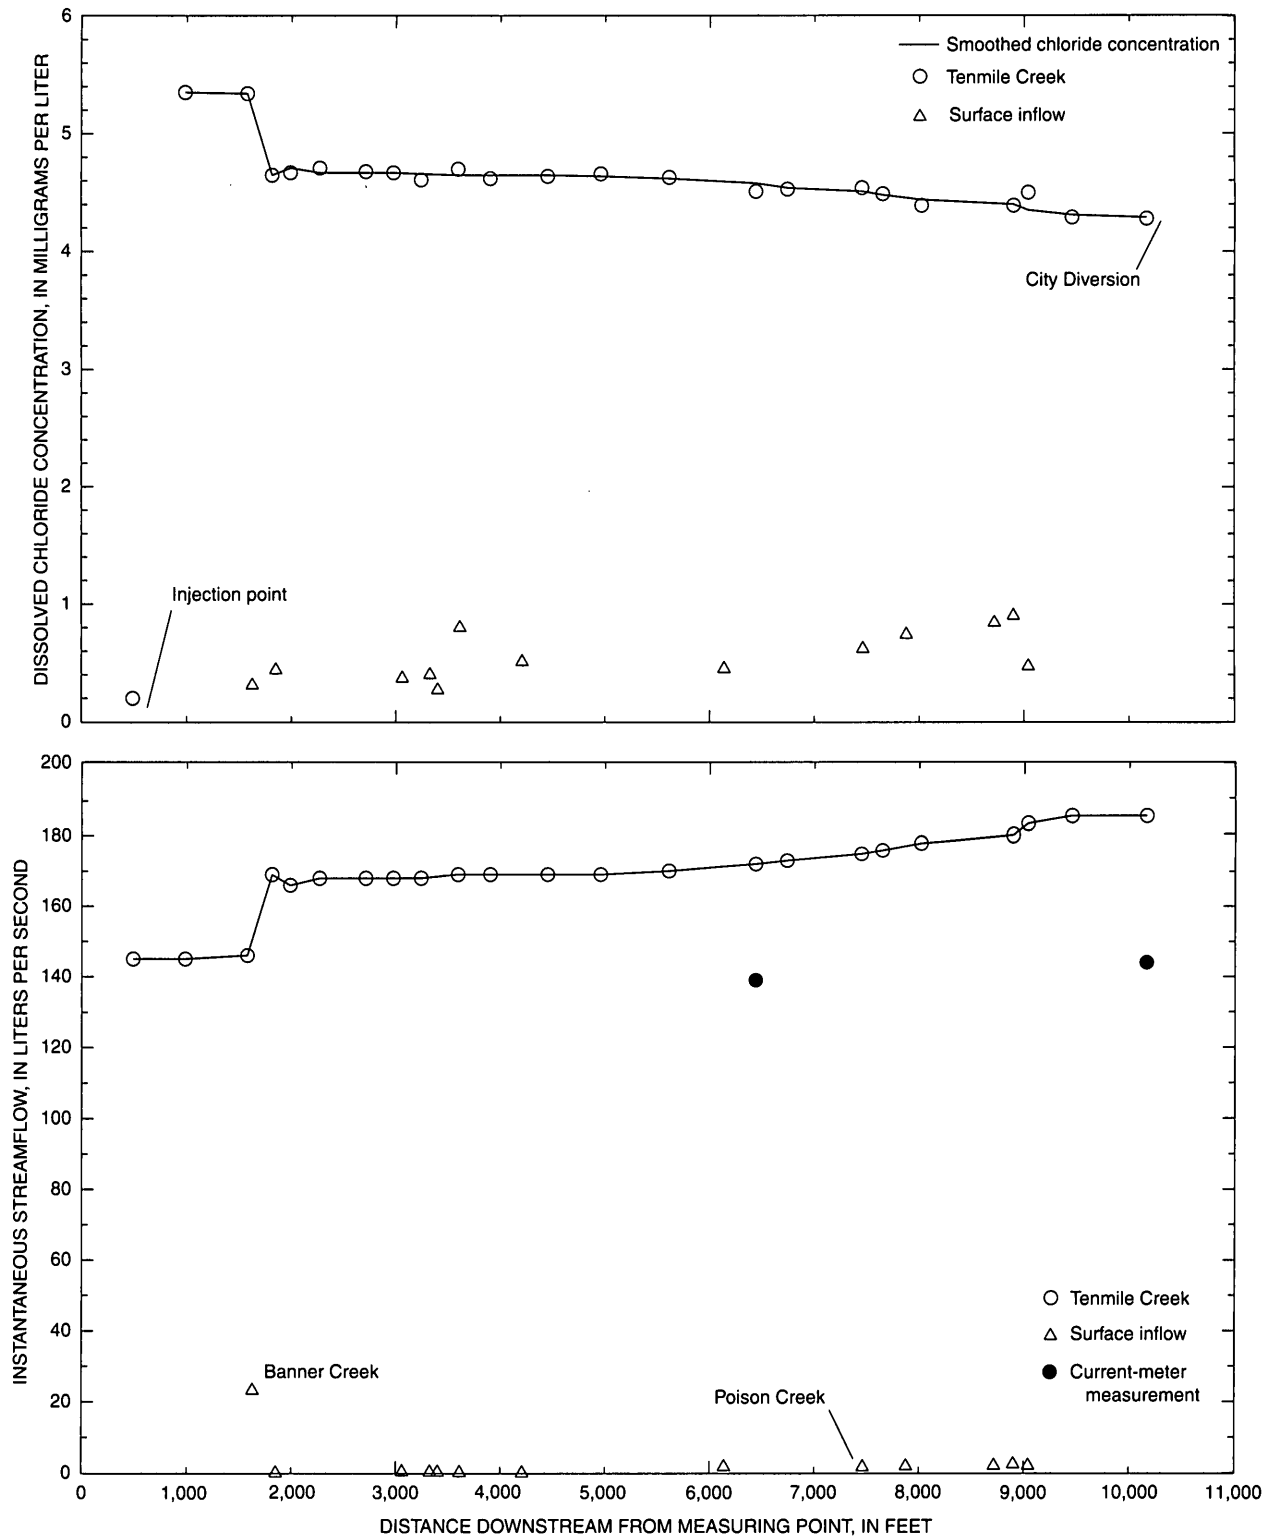 DISSOLVED CHLORIDE CONCENTRATION, IN MILLIGRAMS PER LITER
6
5
4
3
2
1
0
Smoothed chloride concentration
Tenmile Creek
Surface inflow
City Diversion
Injection point
INSTANTANEOUS STREAMFLOW, IN LITERS PER SECOND
200
180
160
140
120
100
80
60
40
20
0
Tenmile Creek
Surface inflow
Current-meter
measurement
Banner Creek
Poison Creek
0 1,000 2,000 3,000 4,000 5,000 6,000 7,000 8,000 9,000 10,000 11,000
DISTANCE DOWNSTREAM FROM MEASURING POINT, IN FEET